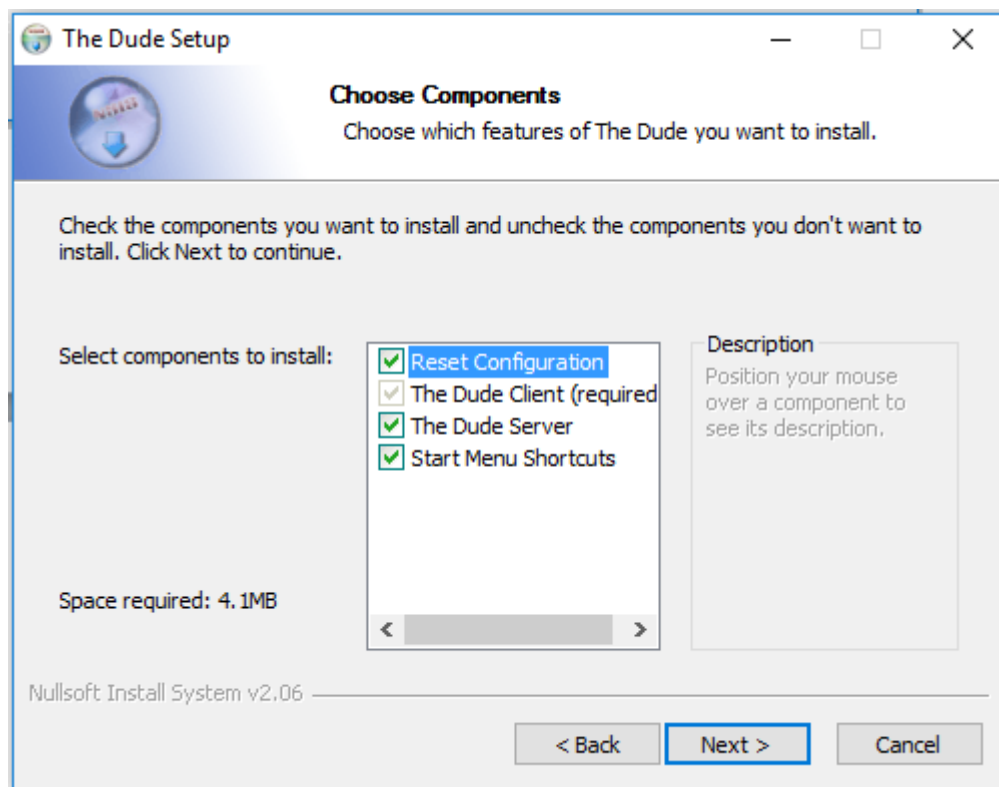 The Dude Setup
Choose Components
Choose which features of The Dude you want to install.
Check the components you want to install and uncheck the components you don't want to
install. Click Next to continue.
Select components to install:
Reset Configuration
The Dude Client (required
The Dude Server
Start Menu Shortcuts
Description
Position your mouse
over a component to
see its description.
Space required: 4.1MB
Nullsoft Install System v2.06
< Back
Next >
Cancel